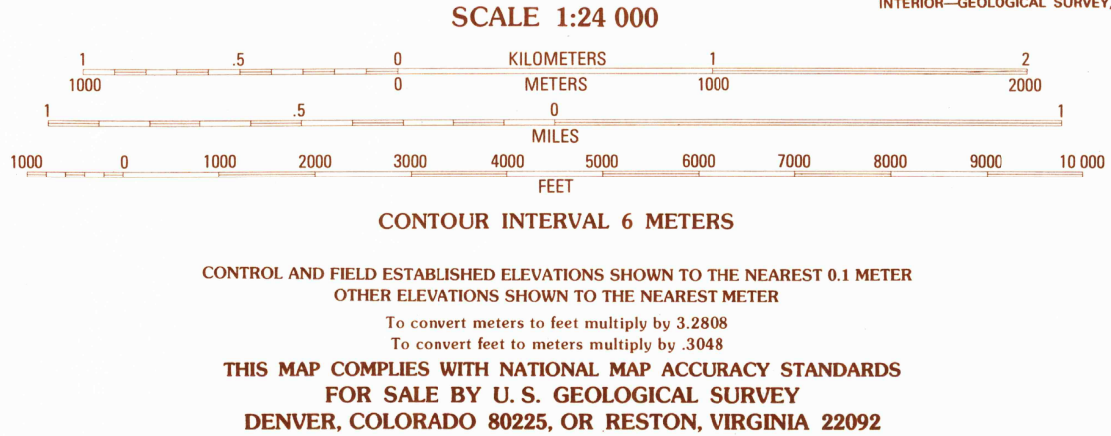 INTERIOR—GEOLOGICAL SURVEY,
SCALE 1:24 000
1 .5 0 KILOMETERS 1 2
1000 0 METERS 1000 2000
1 .5 0 1
MILES
1000 0 1000 2000 3000 4000 5000 6000 7000 8000 9000 10 000
FEET
CONTOUR INTERVAL 6 METERS
CONTROL AND FIELD ESTABLISHED ELEVATIONS SHOWN TO THE NEAREST 0.1 METER
OTHER ELEVATIONS SHOWN TO THE NEAREST METER
To convert meters to feet multiply by 3.2808
To convert feet to meters multiply by .3048
THIS MAP COMPLIES WITH NATIONAL MAP ACCURACY STANDARDS
FOR SALE BY U. S. GEOLOGICAL SURVEY
DENVER, COLORADO 80225, OR RESTON, VIRGINIA 22092